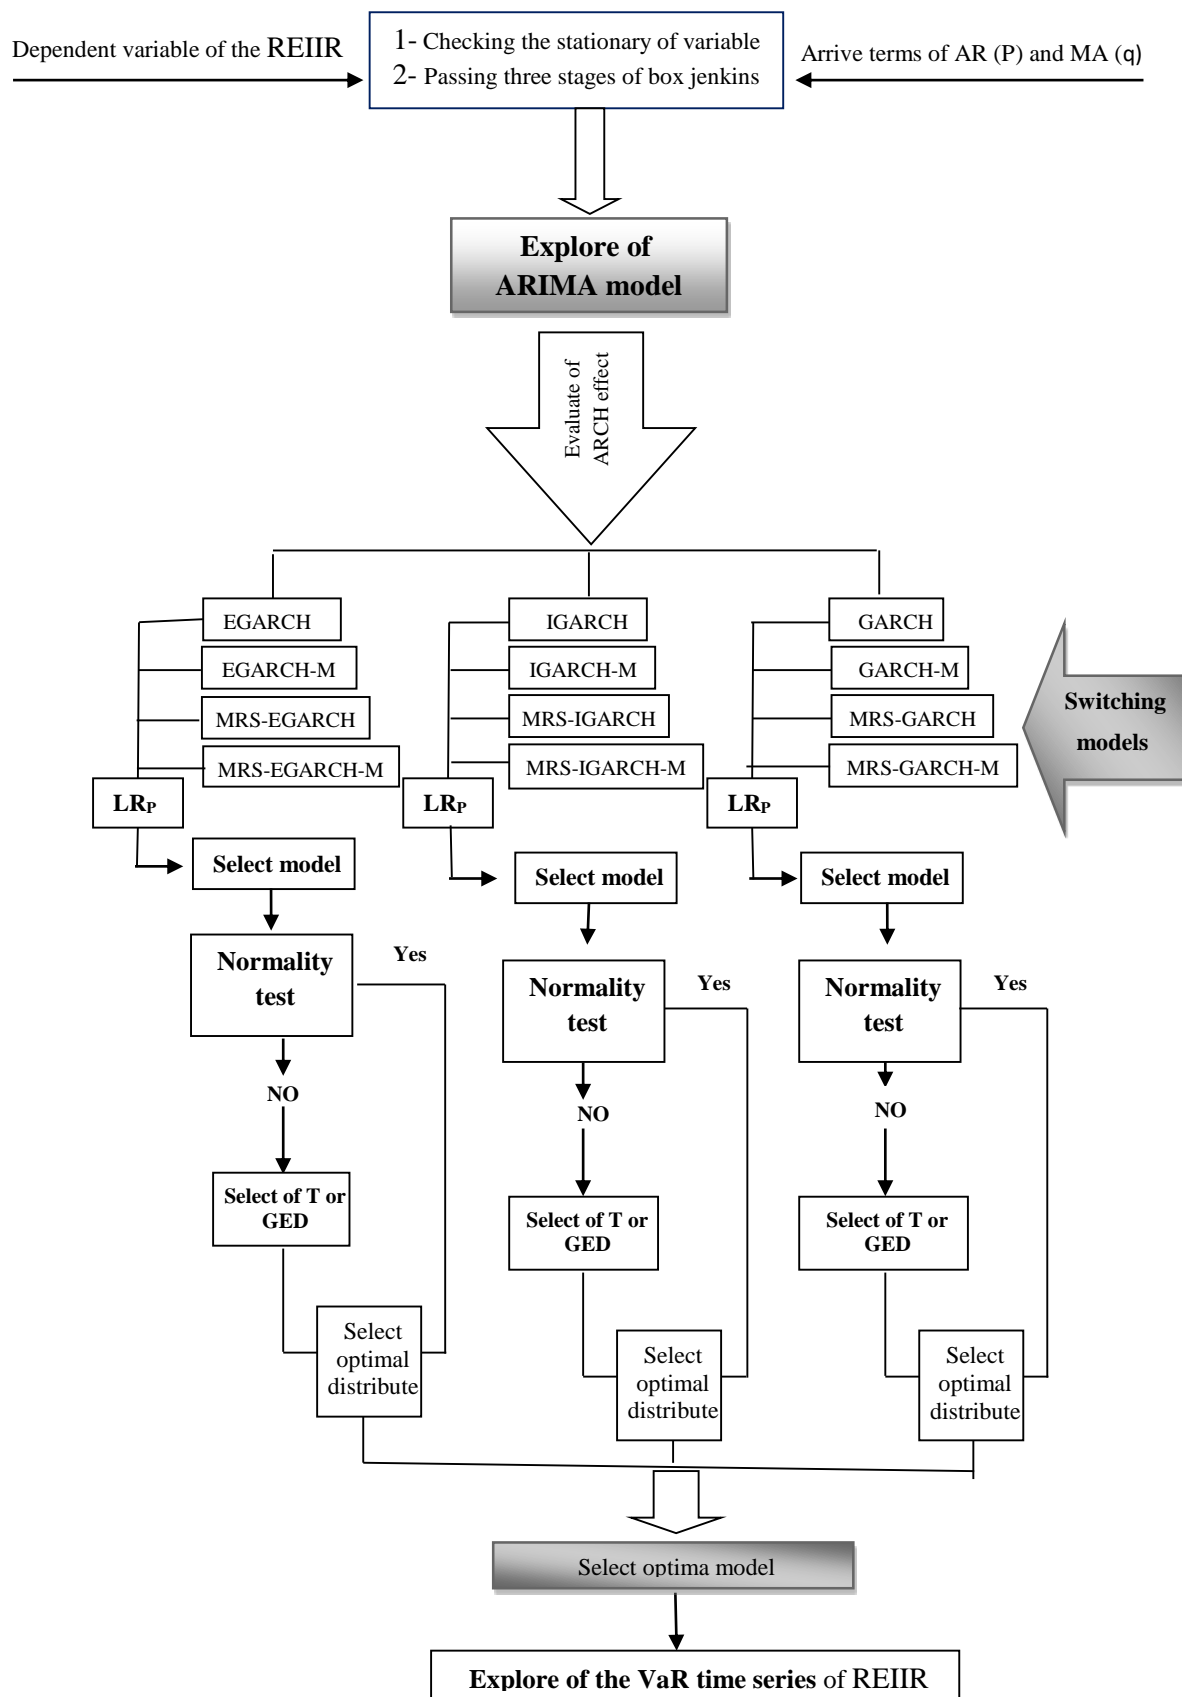 Dependent variable of the REIIR
1- Checking the stationary of variable
2- Passing three stages of box jenkins
Arrive terms of AR (P) and MA (q)
Explore of
ARIMA model
Evaluate of
ARCH effect
EGARCH
EGARCH-M
MRS-EGARCH
MRS-EGARCH-M
IGARCH
IGARCH-M
MRS-IGARCH
MRS-IGARCH-M
GARCH
GARCH-M
MRS-GARCH
MRS-GARCH-M
Switching
models
LRP
LRP
LRP
Select model
Select model
Select model
Normality
test
Yes
Normality
test
Yes
Normality
test
Yes
NO
NO
NO
Select of T or
GED
Select of T or
GED
Select of T or
GED
Select
optimal
distribute
Select
optimal
distribute
Select
optimal
distribute
Select optima model
Explore of the VaR time series of REIIR